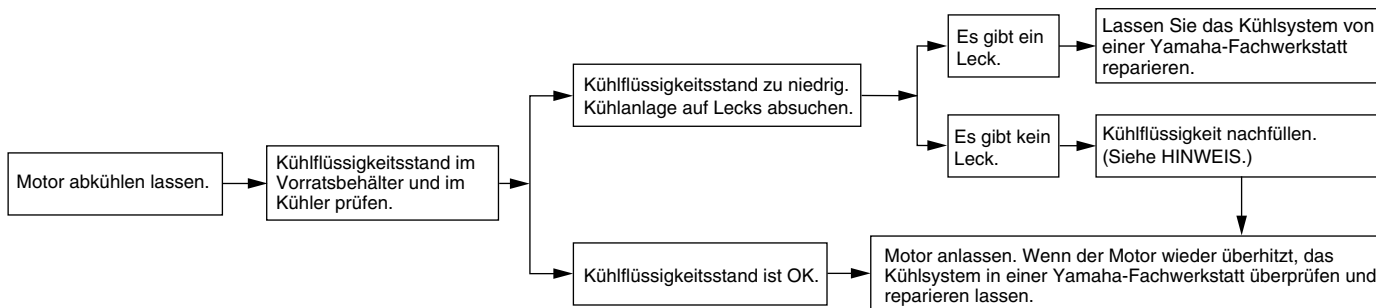 Motor abkühlen lassen.
Kühlflüssigkeitsstand im
Vorratsbehälter und im
Kühler prüfen.
Kühlflüssigkeitsstand zu niedrig.
Kühlanlage auf Lecks absuchen.
Es gibt ein
Leck.
Lassen Sie das Kühlsystem von
einer Yamaha-Fachwerkstatt
reparieren.
Es gibt kein
Leck.
Kühlflüssigkeit nachfüllen.
(Siehe HINWEIS.)
Kühlflüssigkeitsstand ist OK.
Motor anlassen. Wenn der Motor wieder überhitzt, das
Kühlsystem in einer Yamaha-Fachwerkstatt überprüfen und
reparieren lassen.